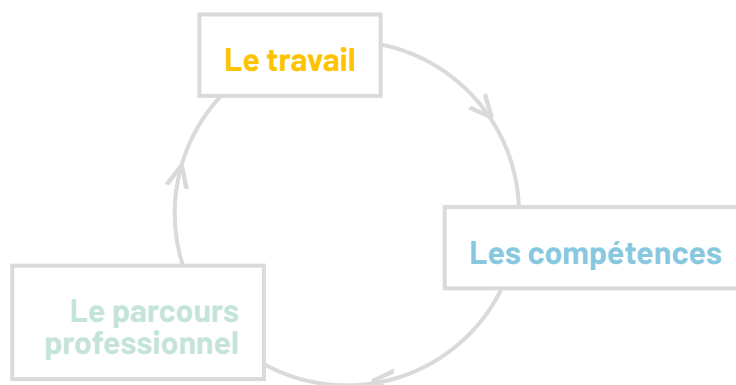 Le travail
Les compétences
Le parcours
professionnel